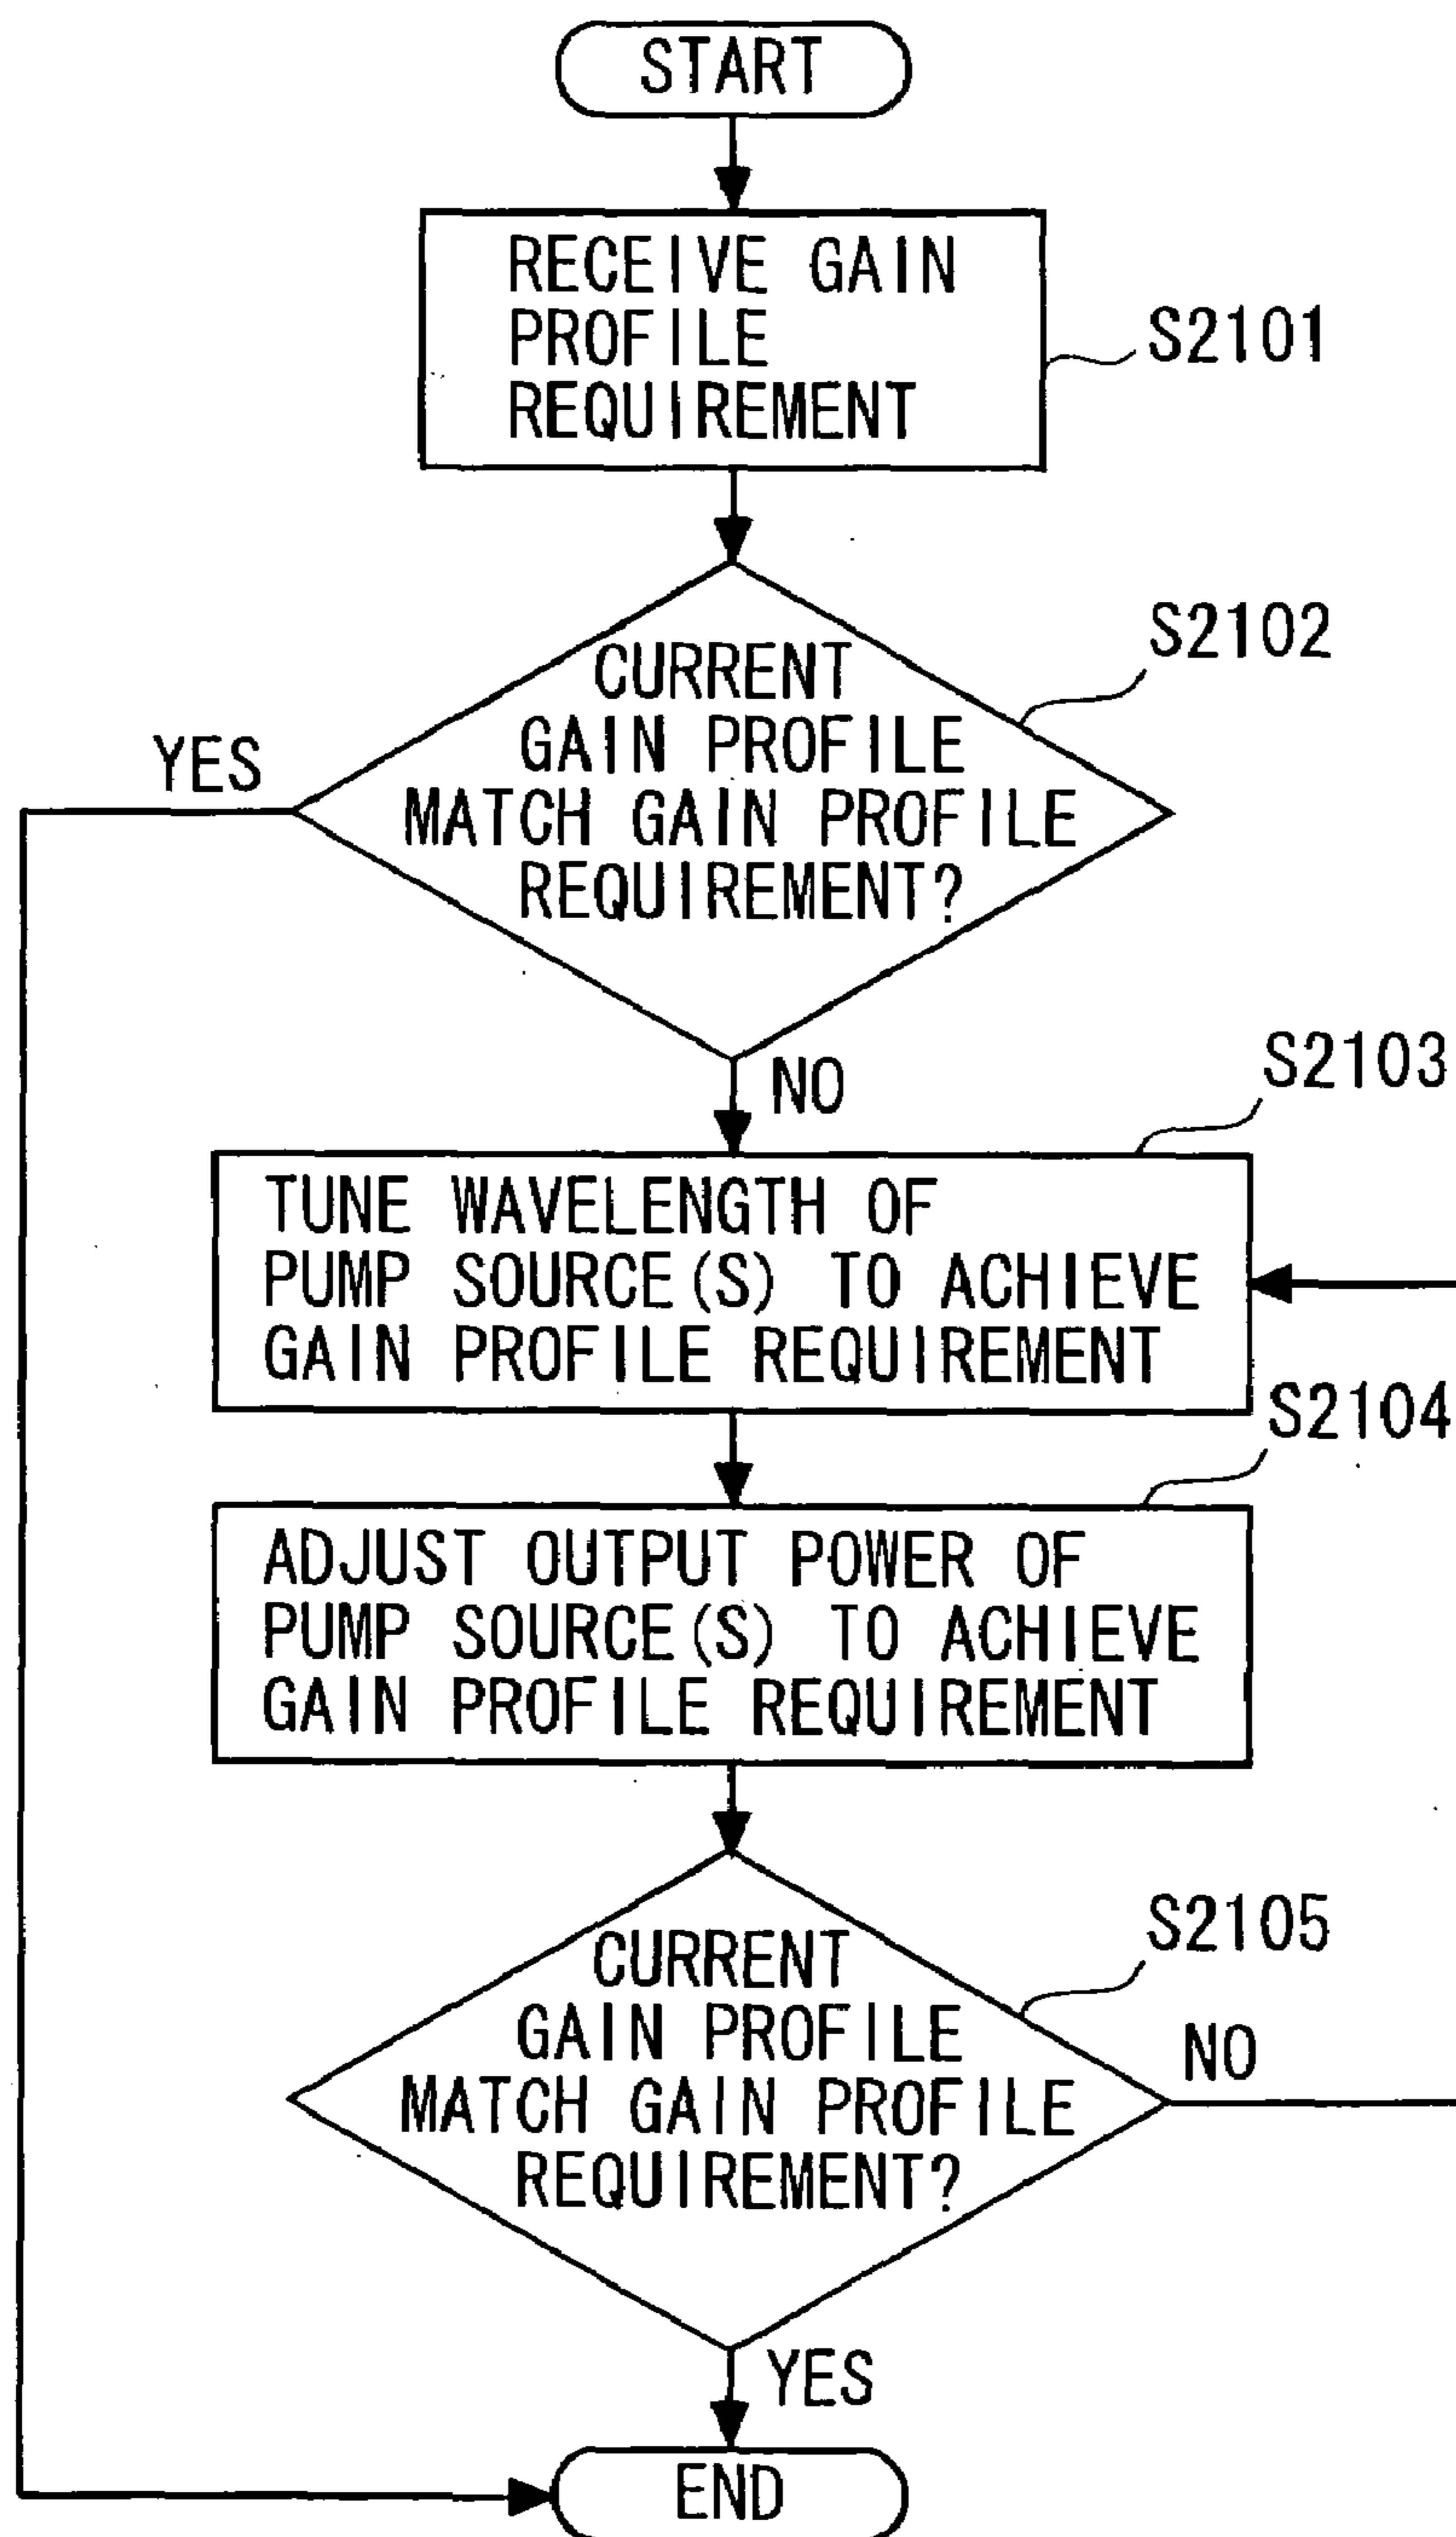 START
RECEIVE GAIN
PROFILE
REQUIREMENT
S2101
S2102
CURRENT
GAIN PROFILE
MATCH GAIN PROFILE
REQUIREMENT?
YES
NO
S2103
TUNE WAVELENGTH OF
PUMP SOURCE(S) TO ACHIEVE
GAIN PROFILE REQUIREMENT
S2104
ADJUST OUTPUT POWER OF
PUMP SOURCE(S) TO ACHIEVE
GAIN PROFILE REQUIREMENT
S2105
CURRENT
GAIN PROFILE
MATCH GAIN PROFILE
REQUIREMENT?
NO
YES
END